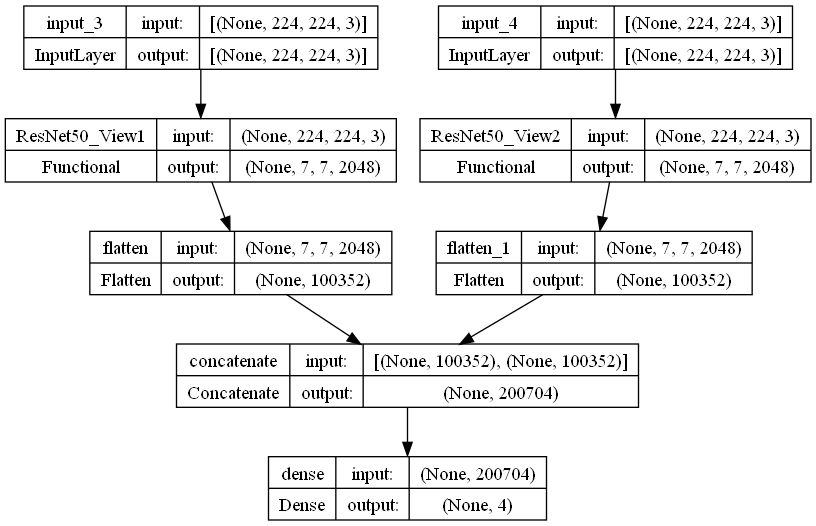 input_3 input: [(None, 224, 224, 3)]
InputLayer output: [(None, 224, 224, 3)]
input_4 input: [(None, 224, 224, 3)]
InputLayer output: [(None, 224, 224, 3)]
ResNet50_View1 input: (None, 224, 224, 3)
Functional output: (None, 7, 7, 2048)
ResNet50_View2 input: (None, 224, 224, 3)
Functional output: (None, 7, 7, 2048)
flatten input: (None, 7, 7, 2048)
Flatten output: (None, 100352)
flatten_1 input: (None, 7, 7, 2048)
Flatten output: (None, 100352)
concatenate input: [(None, 100352), (None, 100352)]
Concatenate output: (None, 200704)
dense input: (None, 200704)
Dense output: (None, 4)